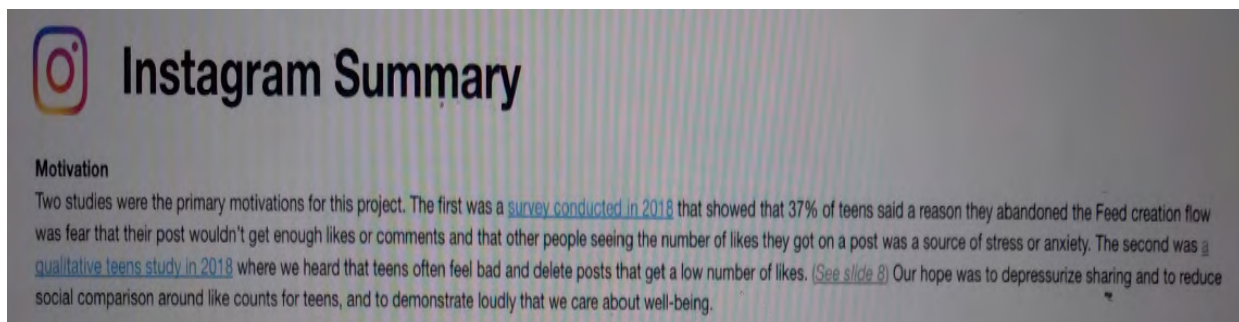 Instagram Summary
Motivation
Two studies were the primary motivations for this project. The first was a survey conducted in 2018 that showed that 37% of teens said a reason they abandoned the Feed creation flow
was fear that their post wouldn't get enough likes or comments and that other people seeing the number of likes they got on a post was a source of stress or anxiety. The second was a
qualitative teens study in 2018 where we heard that teens often feel bad and delete posts that get a low number of likes. (See slide 8) Our hope was to depressurize sharing and to reduce
social comparison around like counts for teens, and to demonstrate loudly that we care about well-being.